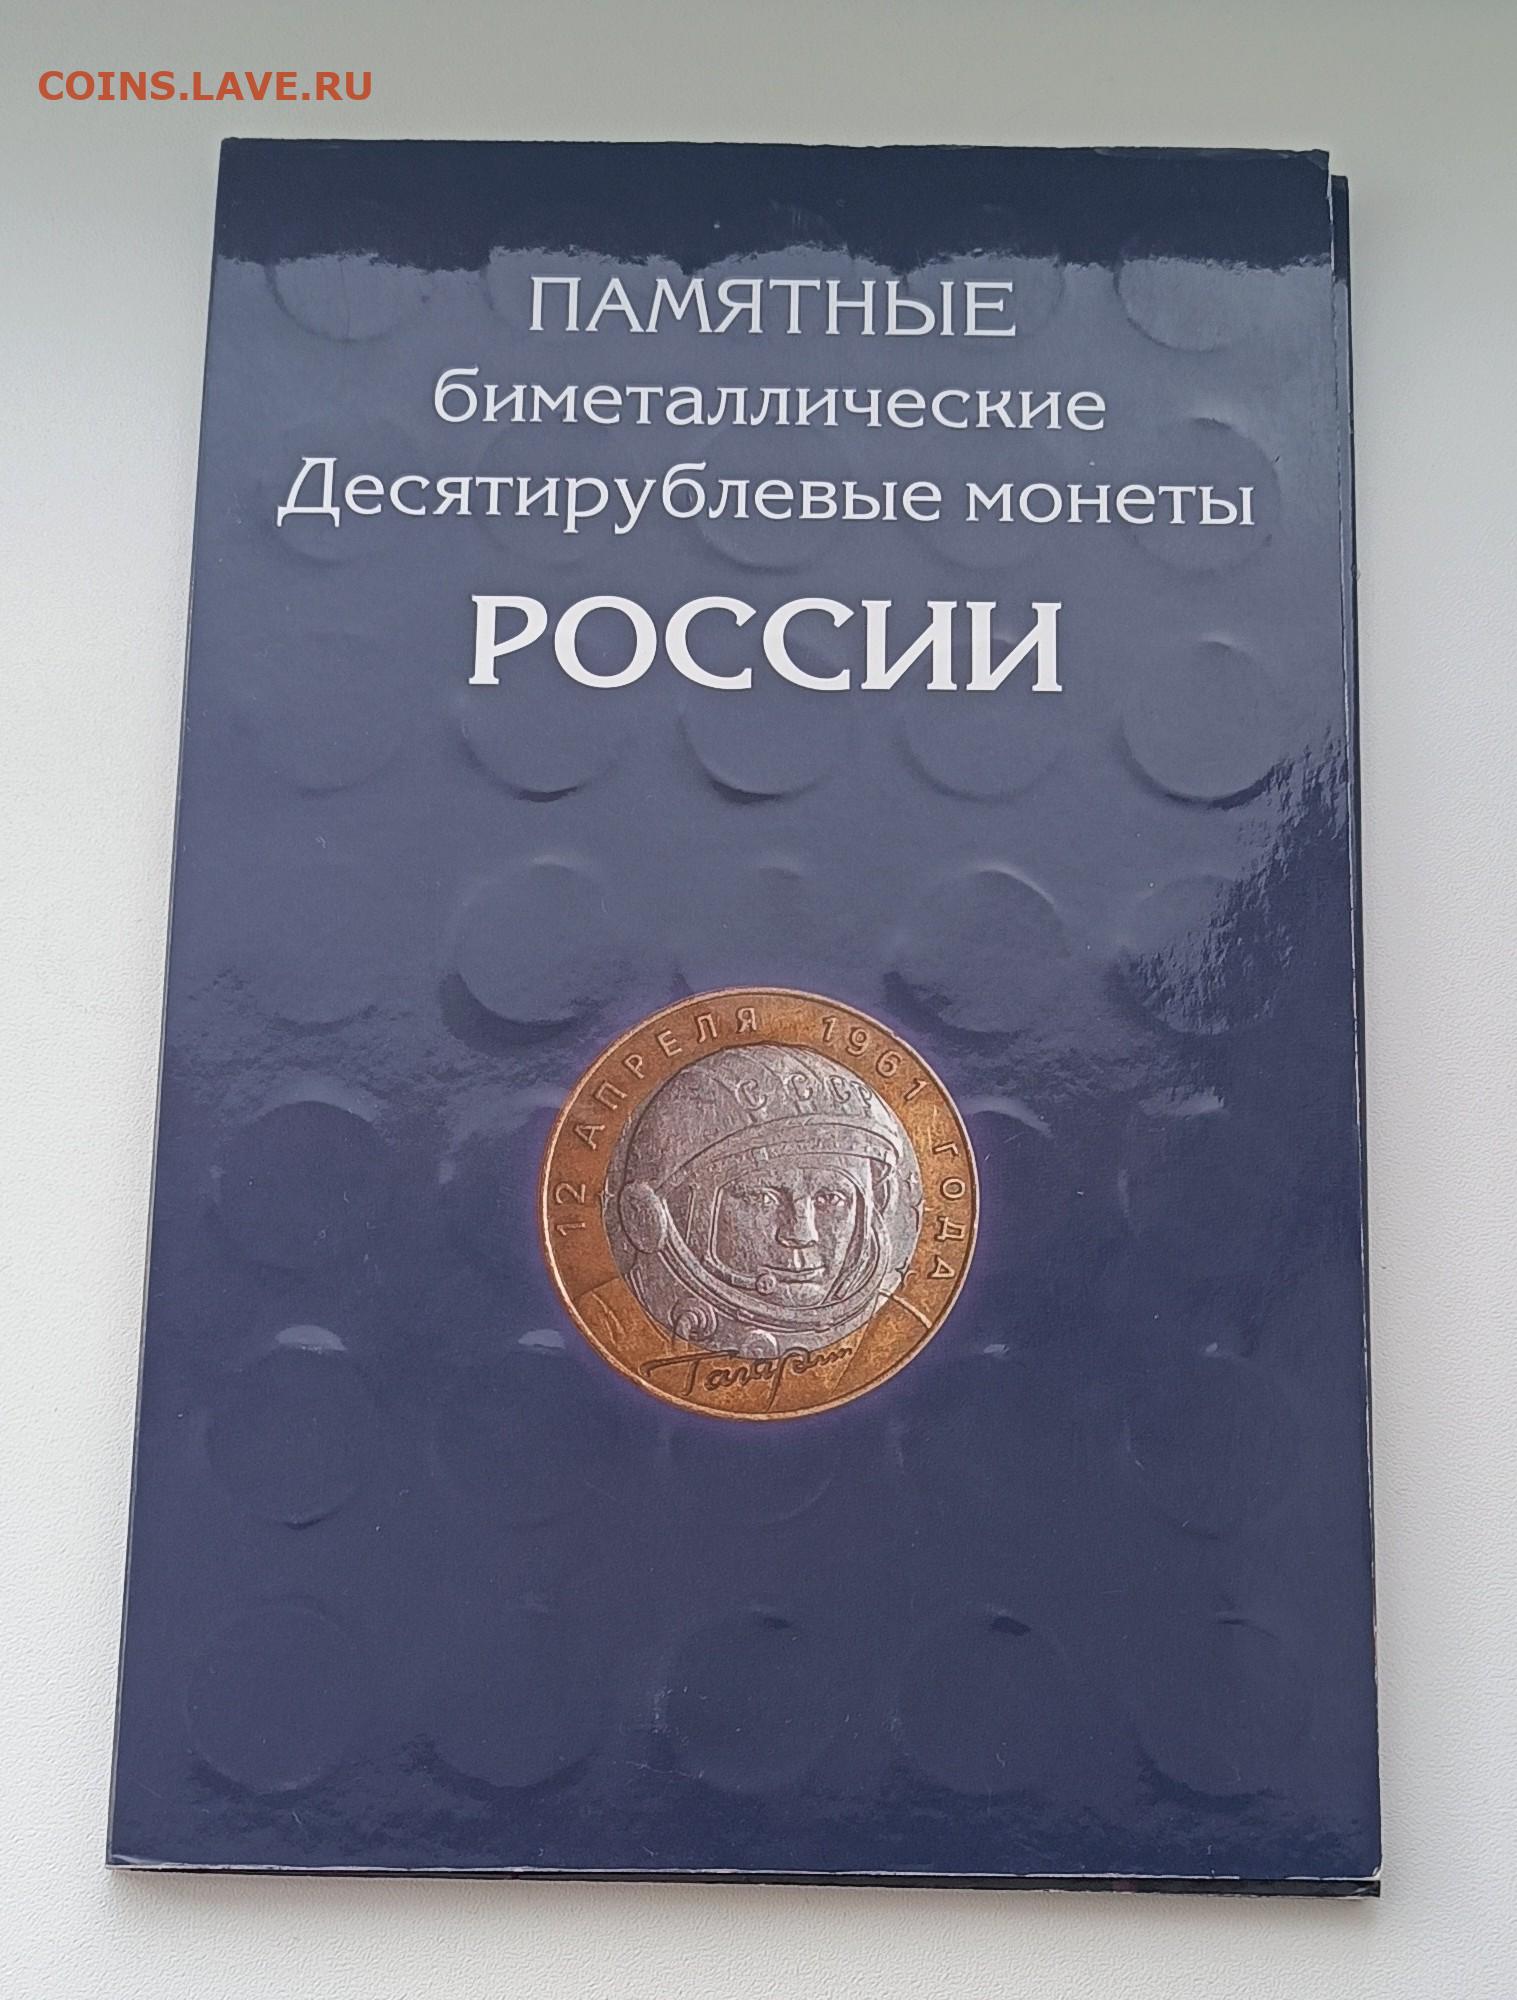 COINS.LAVE.RU
ПАМЯТНЫЕ
биметаллические
Десятирублевые монеты
РОССИИ
12 АПРЕЛЯ 1961 ГОДА
СССР
Гагарин